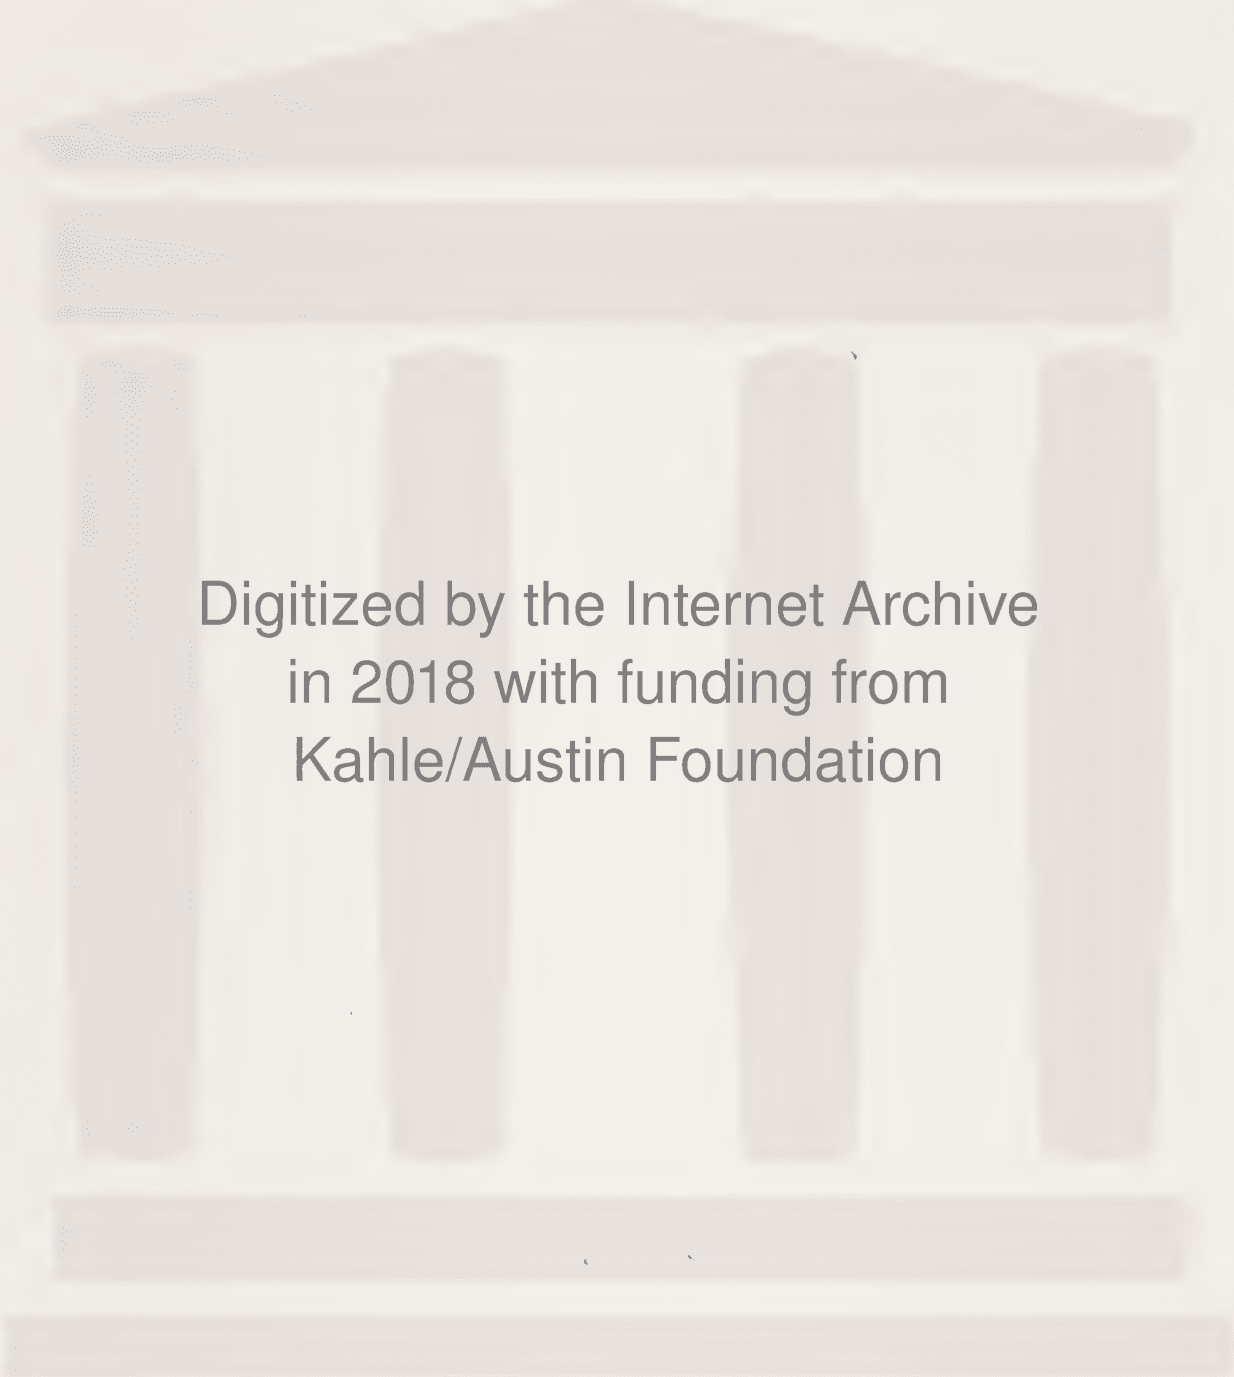 Digitized by the Internet Archive
in 2018 with funding from
Kahle/Austin Foundation